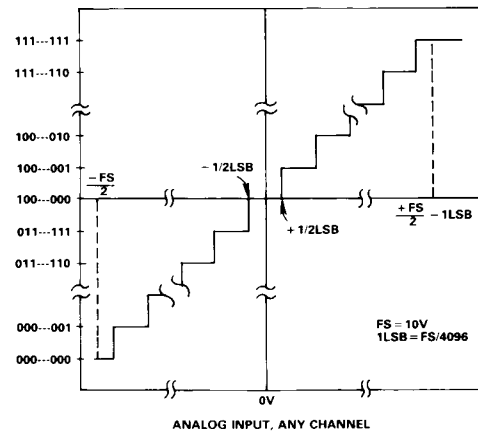 111---111
111---110
100---010
100---001
100---000
011---111
011---110
000---001
000---000
-FS
2
- 1/2LSB
+1/2LSB
+FS
2
- 1LSB
FS = 10V
1LSB = FS/4096
0V
ANALOG INPUT, ANY CHANNEL